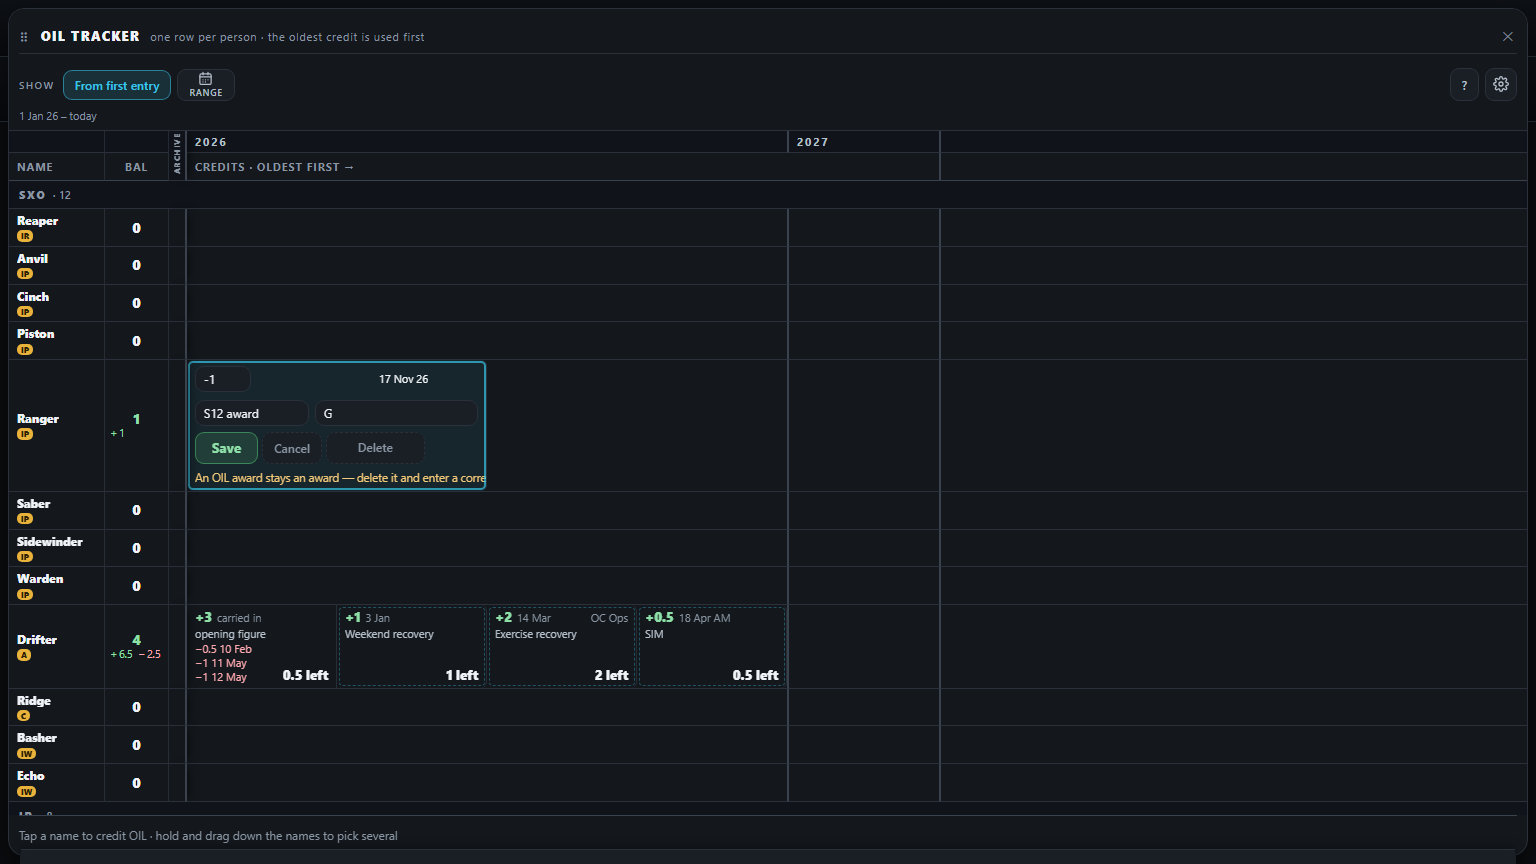 OIL TRACKER one row per person · the oldest credit is used first
SHOW From first entry RANGE ?
1 Jan 26 – today
ARCHIVE 2026 2027
NAME BAL CREDITS · OLDEST FIRST →
SXO · 12
Reaper 0
IR
Anvil 0
IP
Cinch 0
IP
Piston 0
IP
-1 17 Nov 26
S12 award G
Ranger 1
IP +1
Save Cancel Delete
An OIL award stays an award — delete it and enter a corre
Saber 0
IP
Sidewinder 0
IP
Warden 0
IP
Drifter 4
A +6.5 −2.5
+3 carried in
opening figure
−0.5 10 Feb
−1 11 May
−1 12 May 0.5 left
+1 3 Jan
Weekend recovery
1 left
+2 14 Mar OC Ops
Exercise recovery
2 left
+0.5 18 Apr AM
SIM
0.5 left
Ridge 0
C
Basher 0
IW
Echo 0
IW
Tap a name to credit OIL · hold and drag down the names to pick several